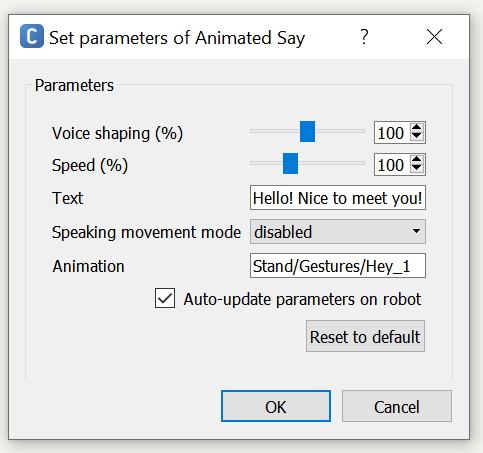 Set parameters of Animated Say
Parameters
Voice shaping (%) 100
Speed (%) 100
Text Hello! Nice to meet you!
Speaking movement mode disabled
Animation Stand/Gestures/Hey_1
Auto-update parameters on robot
Reset to default
OK Cancel